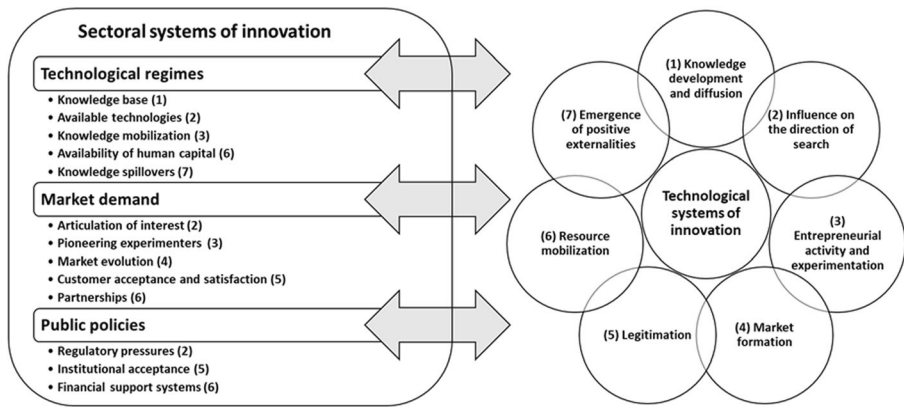 Sectoral systems of innovation
Technological regimes
• Knowledge base (1)
• Available technologies (2)
• Knowledge mobilization (3)
• Availability of human capital (6)
• Knowledge spillovers (7)
Market demand
• Articulation of interest (2)
• Pioneering experimenters (3)
• Market evolution (4)
• Customer acceptance and satisfaction (5)
• Partnerships (6)
Public policies
• Regulatory pressures (2)
• Institutional acceptance (5)
• Financial support systems (6)
(1) Knowledge
development
and diffusion
(2) Influence on
the direction of
search
(3)
Entrepreneurial
activity and
experimentation
(4) Market
formation
(5) Legitimation
(6) Resource
mobilization
(7) Emergence
of positive
externalities
Technological
systems of
innovation